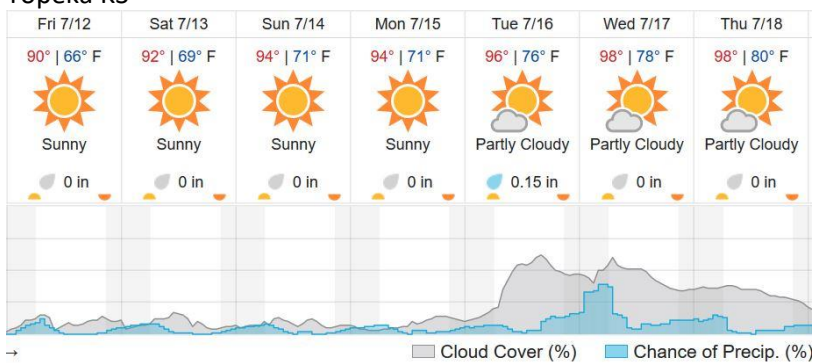 Topeka KS
Fri 7/12 Sat 7/13 Sun 7/14 Mon 7/15 Tue 7/16 Wed 7/17 Thu 7/18
90° | 66° F 92° | 69° F 94° | 71° F 94° | 71° F 96° | 76° F 98° | 78° F 98° | 80° F
Sunny Sunny Sunny Sunny Partly Cloudy Partly Cloudy Partly Cloudy
0 in 0 in 0 in 0 in 0.15 in 0 in 0 in
→ Cloud Cover (%) Chance of Precip. (%)